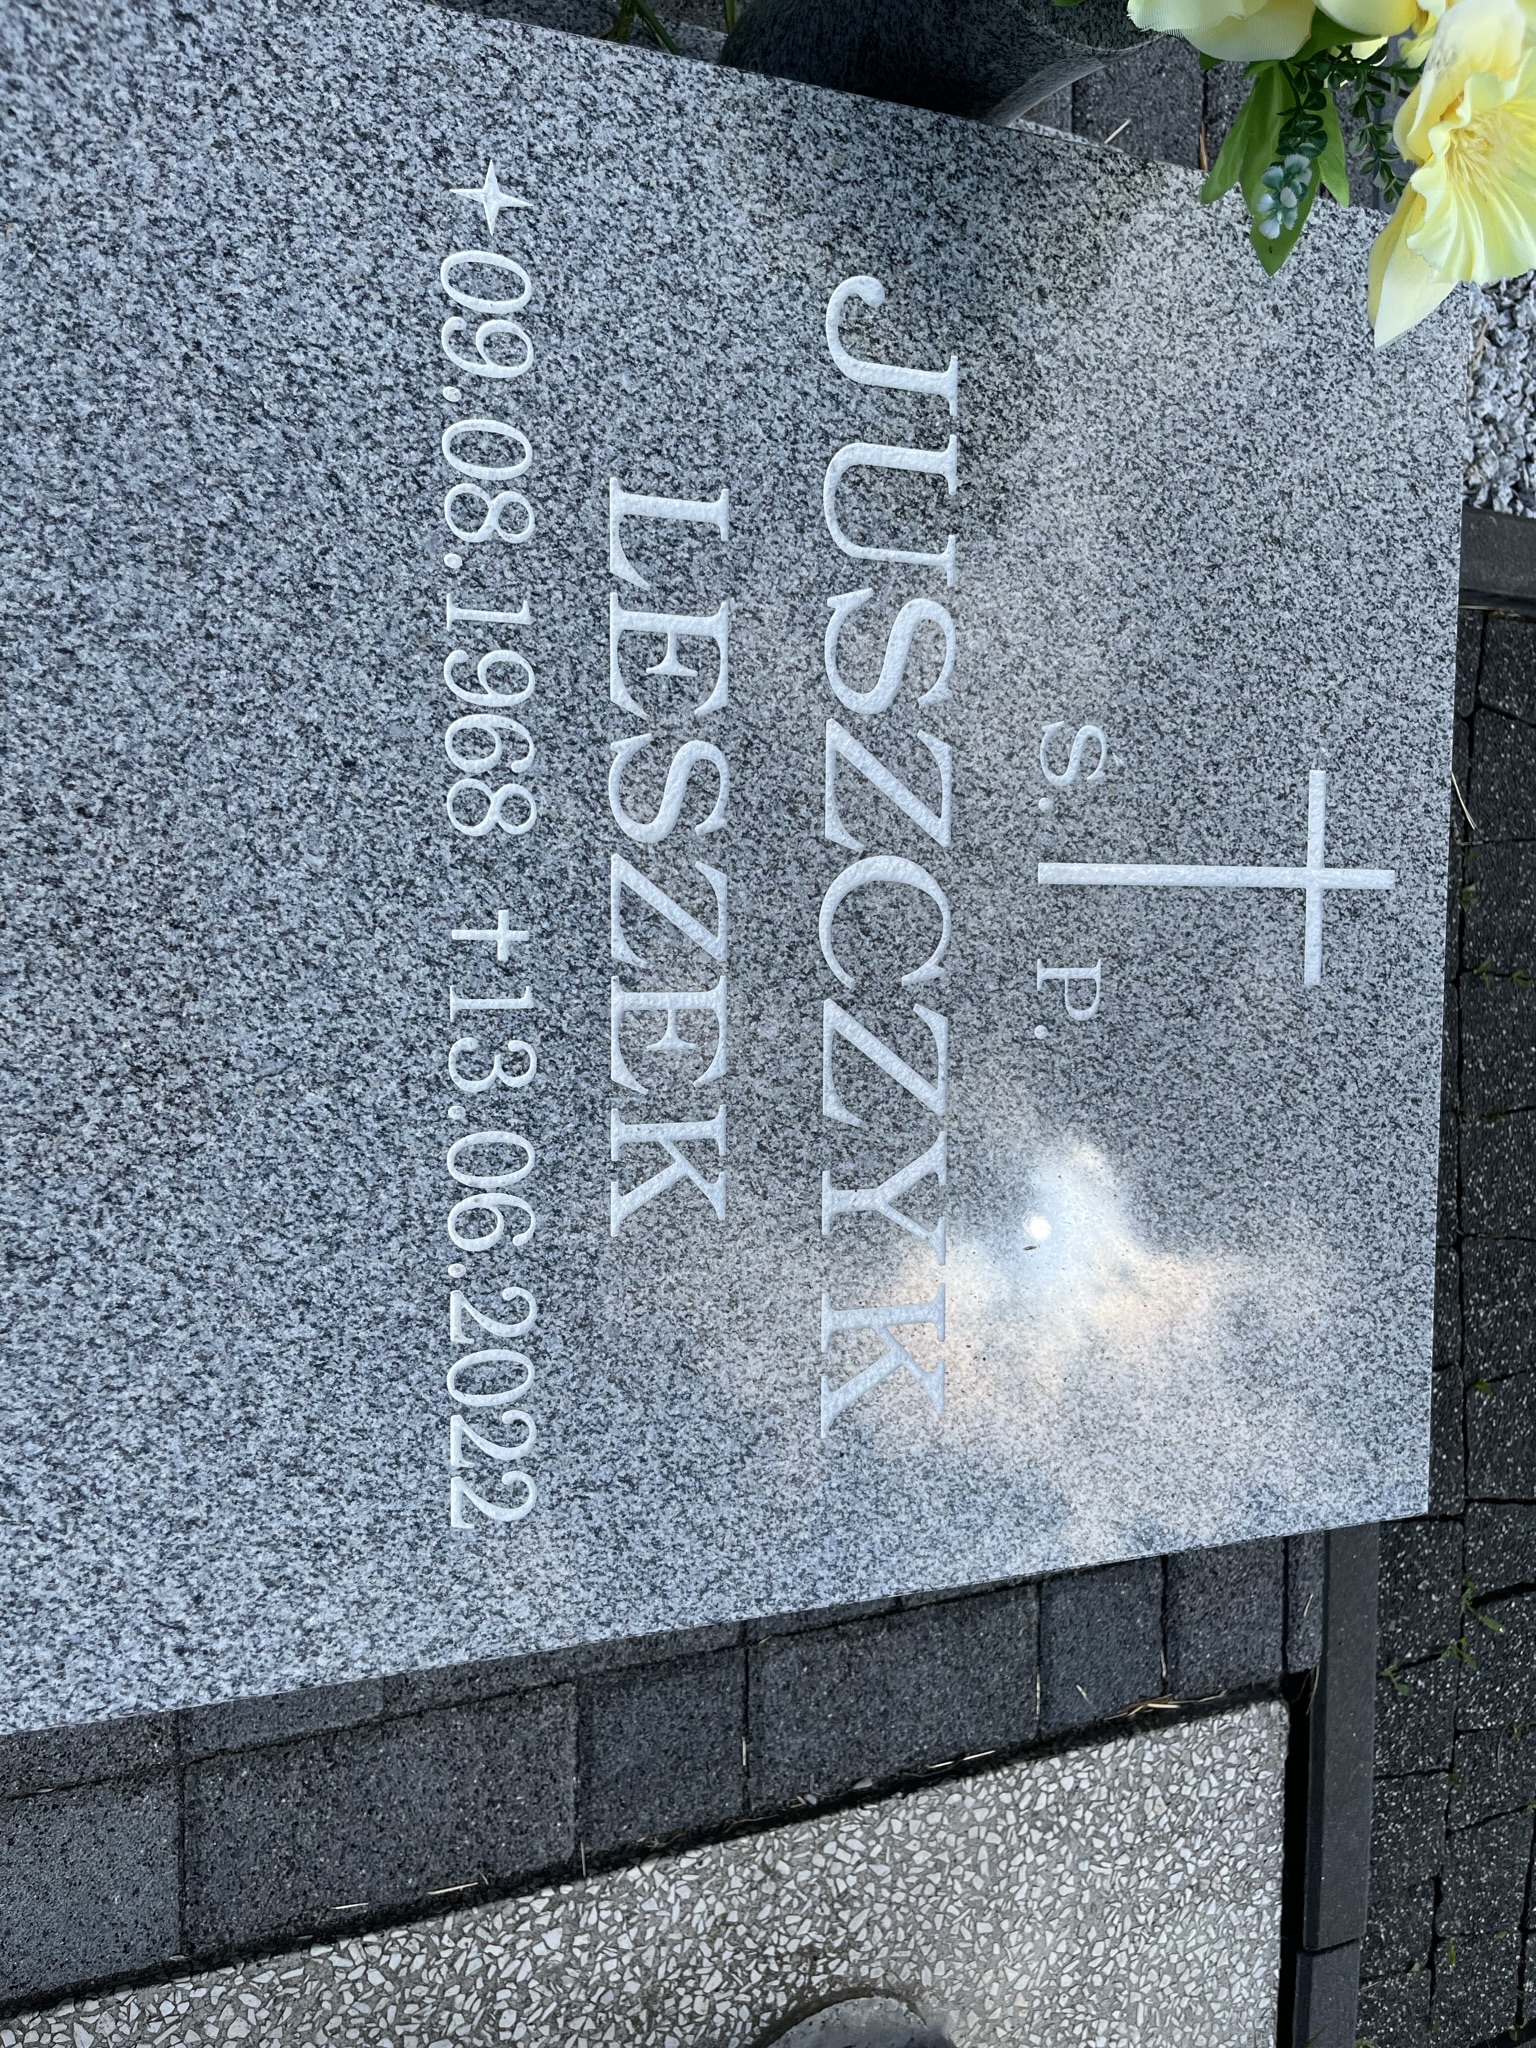 Ś. P.
JUSZCZYK
LESZEK
✦09.08.1968 +13.06.2022